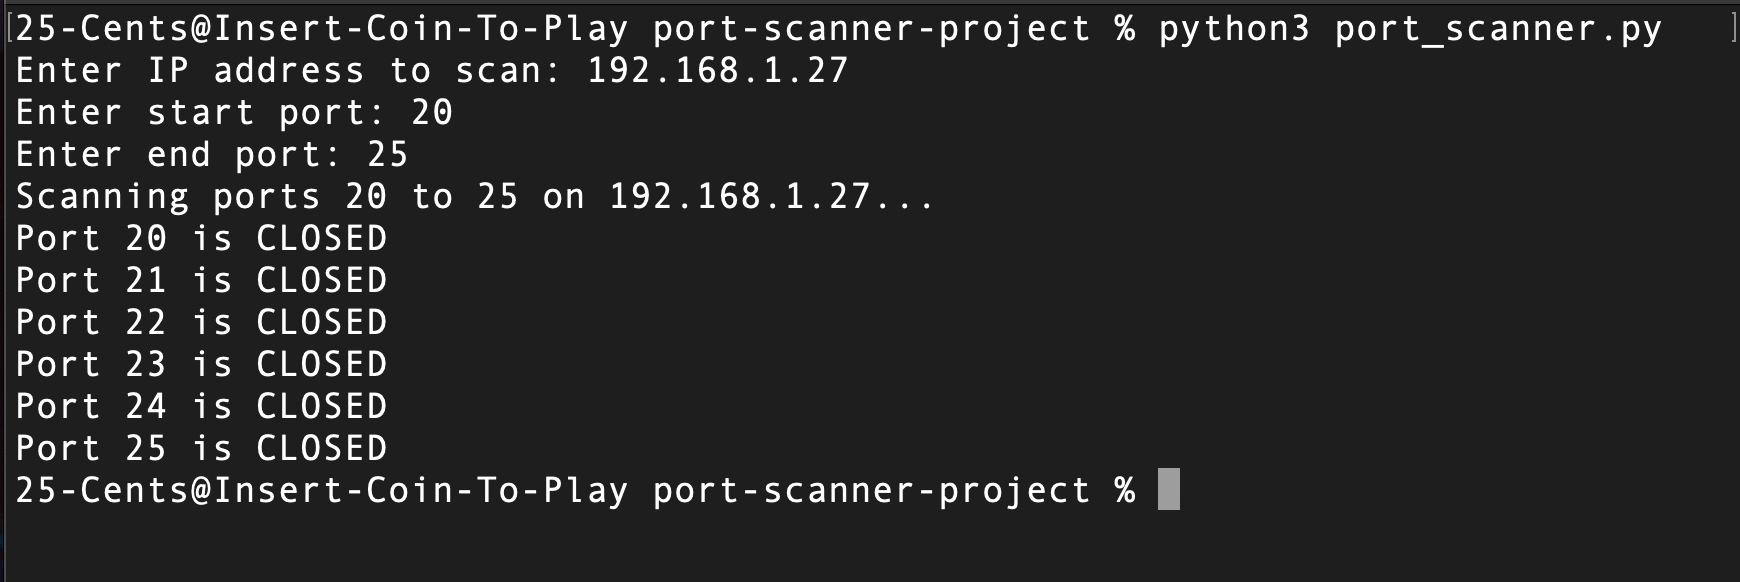 [25-Cents@Insert-Coin-To-Play port-scanner-project % python3 port_scanner.py ]
Enter IP address to scan: 192.168.1.27
Enter start port: 20
Enter end port: 25
Scanning ports 20 to 25 on 192.168.1.27...
Port 20 is CLOSED
Port 21 is CLOSED
Port 22 is CLOSED
Port 23 is CLOSED
Port 24 is CLOSED
Port 25 is CLOSED
25-Cents@Insert-Coin-To-Play port-scanner-project %